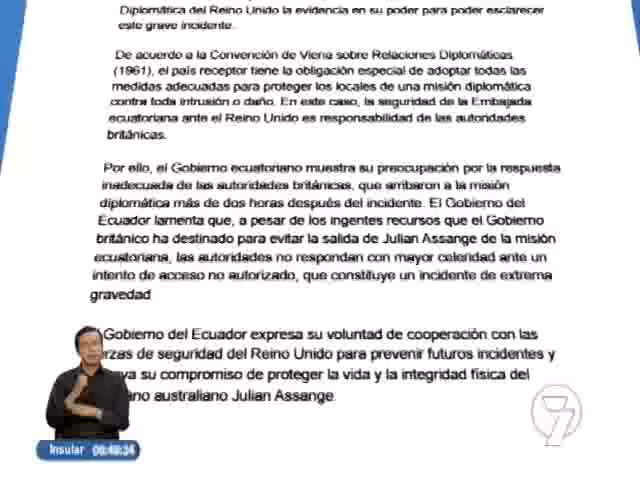 Diplomática del Reino Unido la evidencia en su poder para poder esclarecer
este grave incidente.
De acuerdo a la Convención de Viena sobre Relaciones Diplomáticas
(1961), el país receptor tiene la obligación especial de adoptar todas las
medidas adecuadas para proteger los locales de una misión diplomática
contra toda intrusión o daño. En este caso, la seguridad de la Embajada
ecuatoriana ante el Reino Unido es responsabilidad de las autoridades
británicas.
Por ello, el Gobierno ecuatoriano muestra su preocupación por la respuesta
inadecuada de las autoridades británicas, que arribaron a la misión
diplomática más de dos horas después del incidente. El Gobierno del
Ecuador lamenta que, a pesar de los ingentes recursos que el Gobierno
británico ha destinado para evitar la salida de Julian Assange de la misión
ecuatoriana, las autoridades no respondan con mayor celeridad ante un
intento de acceso no autorizado, que constituye un incidente de extrema
gravedad
Gobierno del Ecuador expresa su voluntad de cooperación con las
rzas de seguridad del Reino Unido para prevenir futuros incidentes y
va su compromiso de proteger la vida y la integridad física del
ano australiano Julian Assange.
Insular
7